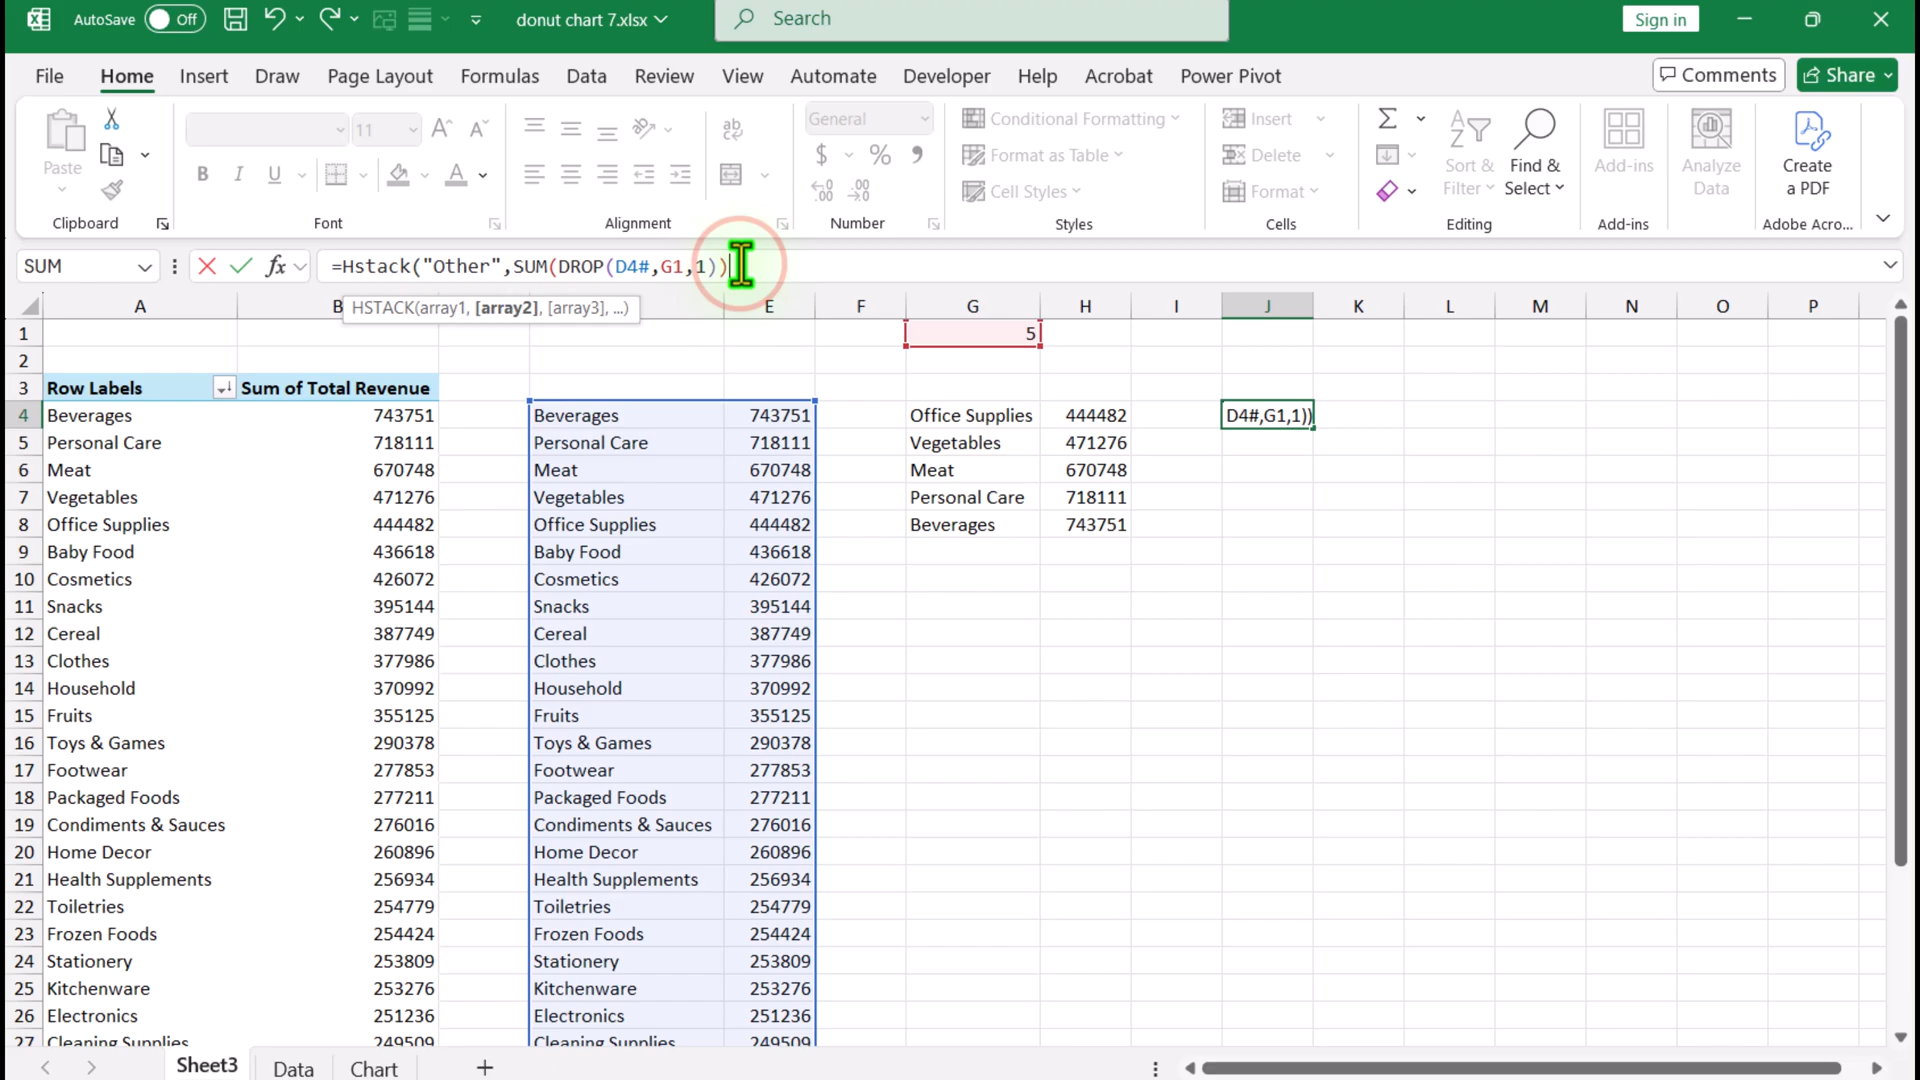 AutoSave Off donut chart 7.xlsx Search Sign in
File Home Insert Draw Page Layout Formulas Data Review View Automate Developer Help Acrobat Power Pivot Comments Share
Paste 11 A^ A ab General Conditional Formatting Insert Σ Sort & Filter Find & Select Add-ins Analyze Data Create a PDF
B I U A $ % Format as Table Delete
Cell Styles Format
Clipboard Font Alignment Number Styles Cells Editing Add-ins Adobe Acro...
SUM fx =Hstack("Other",SUM(DROP(D4#,G1,1))
HSTACK(array1, [array2], [array3], ...)
A B E F G H I J K L M N O P
1 5
2
3 Row Labels Sum of Total Revenue
4 Beverages 743751 Beverages 743751 Office Supplies 444482 D4#,G1,1))
5 Personal Care 718111 Personal Care 718111 Vegetables 471276
6 Meat 670748 Meat 670748 Meat 670748
7 Vegetables 471276 Vegetables 471276 Personal Care 718111
8 Office Supplies 444482 Office Supplies 444482 Beverages 743751
9 Baby Food 436618 Baby Food 436618
10 Cosmetics 426072 Cosmetics 426072
11 Snacks 395144 Snacks 395144
12 Cereal 387749 Cereal 387749
13 Clothes 377986 Clothes 377986
14 Household 370992 Household 370992
15 Fruits 355125 Fruits 355125
16 Toys & Games 290378 Toys & Games 290378
17 Footwear 277853 Footwear 277853
18 Packaged Foods 277211 Packaged Foods 277211
19 Condiments & Sauces 276016 Condiments & Sauces 276016
20 Home Decor 260896 Home Decor 260896
21 Health Supplements 256934 Health Supplements 256934
22 Toiletries 254779 Toiletries 254779
23 Frozen Foods 254424 Frozen Foods 254424
24 Stationery 253809 Stationery 253809
25 Kitchenware 253276 Kitchenware 253276
26 Electronics 251236 Electronics 251236
27 Cleaning Supplies 249509 Cleaning Supplies 249509
Sheet3 Data Chart